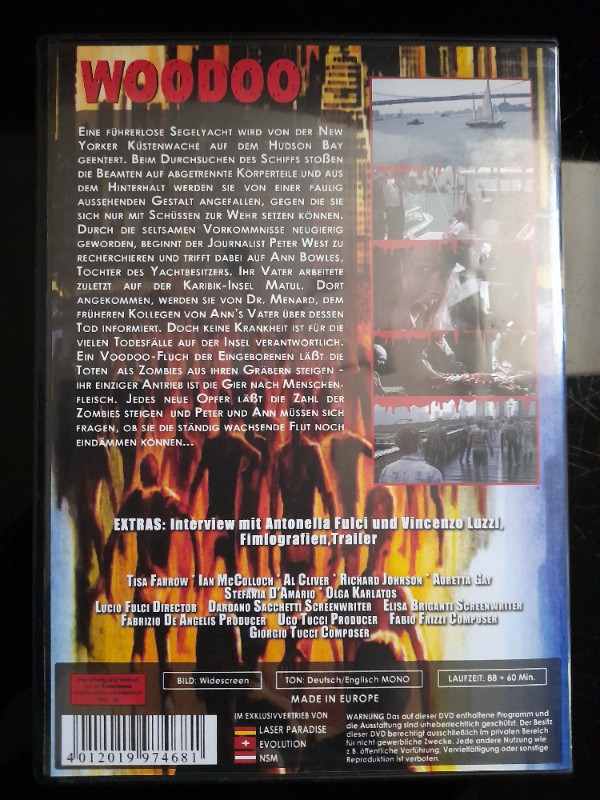 WOODOO
EINE FÜHRERLOSE SEGELYACHT WIRD VON DER NEW
YORKER KÜSTENWACHE AUF DEM HUDSON BAY
GEENTERT. BEIM DURCHSUCHEN DES SCHIFFS STOßEN
DIE BEAMTEN AUF ABGETRENNTE KÖRPERTEILE UND AUS
DEM HINTERHALT WERDEN SIE VON EINER FAULIG
AUSSEHENDEN GESTALT ANGEFALLEN, GEGEN DIE SIE
SICH NUR MIT SCHÜSSEN ZUR WEHR SETZEN KÖNNEN.
DURCH DIE SELTSAMEN VORKOMMNISSE NEUGIERIG
GEWORDEN, BEGINNT DER JOURNALIST PETER WEST ZU
RECHERCHIEREN UND TRIFFT DABEI AUF ANN BOWLES,
TOCHTER DES YACHTBESITZERS. IHR VATER ARBEITETE
ZULETZT AUF DER KARIBIK-INSEL MATUL. DORT
ANGEKOMMEN, WERDEN SIE VON DR. MENARD, DEM
FRÜHEREN KOLLEGEN VON ANN'S VATER ÜBER DESSEN
TOD INFORMIERT. DOCH KEINE KRANKHEIT IST FÜR DIE
VIELEN TODESFÄLLE AUF DER INSEL VERANTWORTLICH.
EIN VOODOO-FLUCH DER EINGEBORENEN LÄßT DIE
TOTEN ALS ZOMBIES AUS IHREN GRÄBERN STEIGEN -
IHR EINZIGER ANTRIEB IST DIE GIER NACH MENSCHEN-
FLEISCH. JEDES NEUE OPFER LÄßT DIE ZAHL DER
ZOMBIES STEIGEN UND PETER UND ANN MÜSSEN SICH
FRAGEN, OB SIE DIE STÄNDIG WACHSENDE FLUT NOCH
EINDÄMMEN KÖNNEN...
EXTRAS: Interview mit Antonella Fulci und Vincenzo Luzzi,
Fimlografien,Trailer
TISA FARROW * IAN MCCULLOCH * AL CLIVER * RICHARD JOHNSON * AURETTA GAY
STEFANIA D'AMARIO * OLGA KARLATOS
LUCIO FULCI DIRECTOR DARDANO SACCHETTI SCREENWRITER ELISA BRIGANTI SCREENWRITER
FABRIZIO DE ANGELIS PRODUCER UGO TUCCI PRODUCER FABIO FRIZZI COMPOSER
GIORGIO TUCCI COMPOSER
BILD: Widescreen
TON: Deutsch/Englisch MONO
LAUFZEIT: 88 + 60 Min.
MADE IN EUROPE
IM EXKLUSIVVERTRIEB VON
LASER PARADISE
EVOLUTION
NSM
WARNUNG Das auf dieser DVD enthaltene Programm und
die Ausstattung sind urheberrechtlich geschützt. Der Besitz
dieser DVD berechtigt ausschließlich im privaten Bereich
für nicht gewerbliche Zwecke. Jede andere Nutzung wie
z.B. öffentliche Vorführung, Vervielfältigung oder sonstige
Reproduktion ist verboten.
4 012019 974681